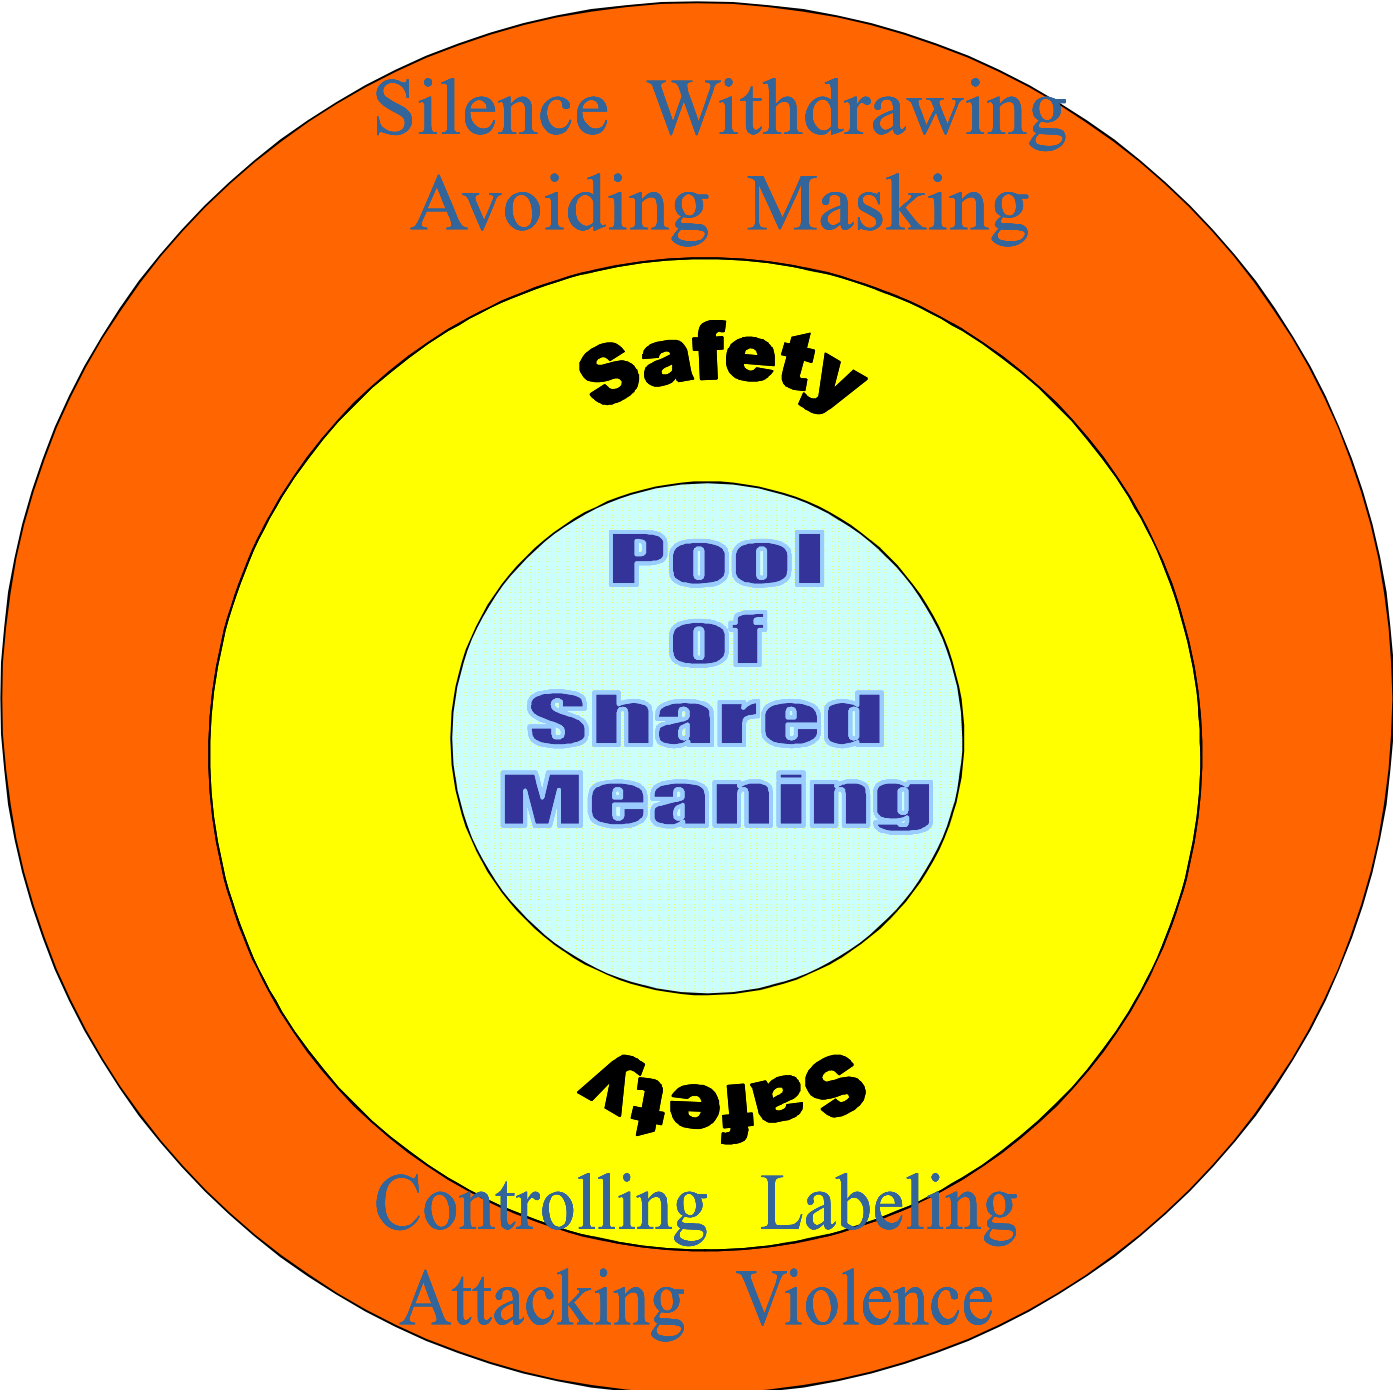 Silence Withdrawing
Avoiding Masking
Safety
Pool
of
Shared
Meaning
Safety
Controlling Labeling
Attacking Violence